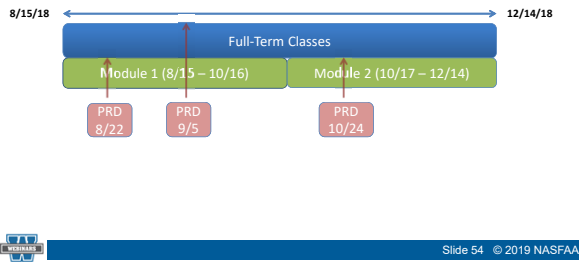 8/15/18
12/14/18
Full-Term Classes
Module 1 (8/15 – 10/16)
Module 2 (10/17 – 12/14)
PRD
8/22
PRD
9/5
PRD
10/24
WEBINARS
Slide 54 © 2019 NASFAA